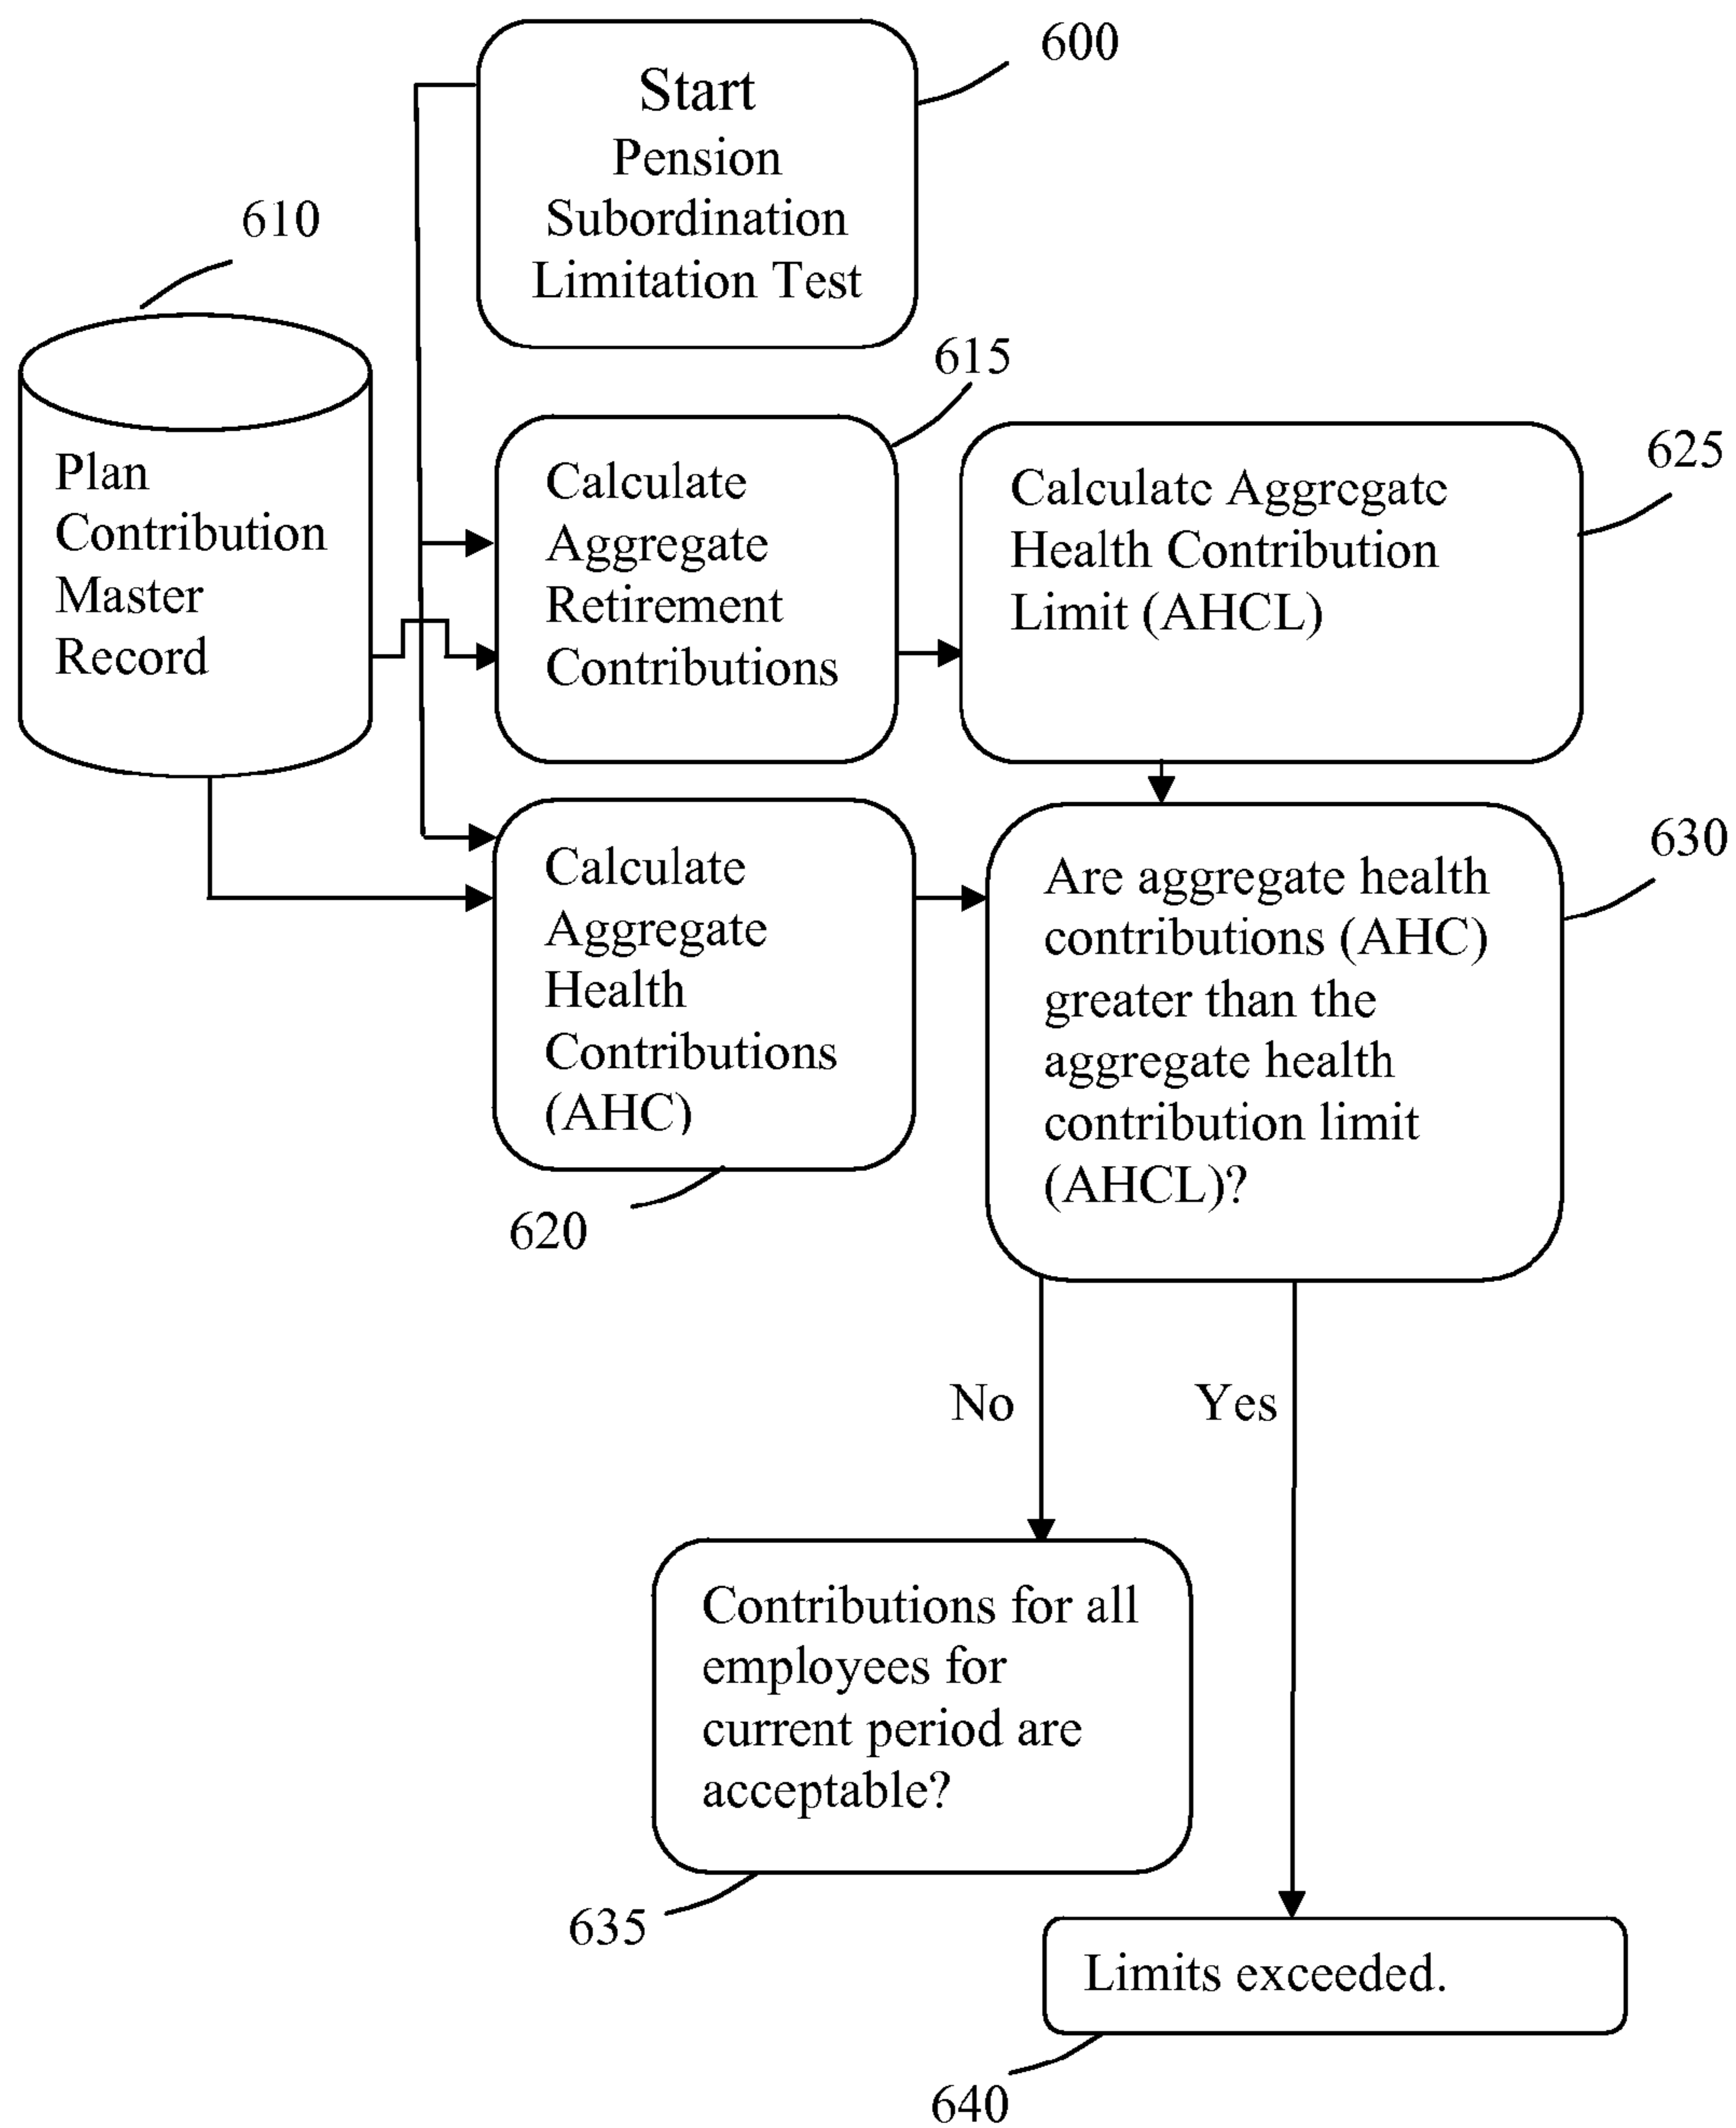 600
Start
Pension
Subordination
Limitation Test
610
Plan
Contribution
Master
Record
615
Calculate
Aggregate
Retirement
Contributions
625
Calculate Aggregate
Health Contribution
Limit (AHCL)
620
Calculate
Aggregate
Health
Contributions
(AHC)
630
Are aggregate health
contributions (AHC)
greater than the
aggregate health
contribution limit
(AHCL)?
No
Yes
Contributions for all
employees for
current period are
acceptable?
635
Limits exceeded.
640